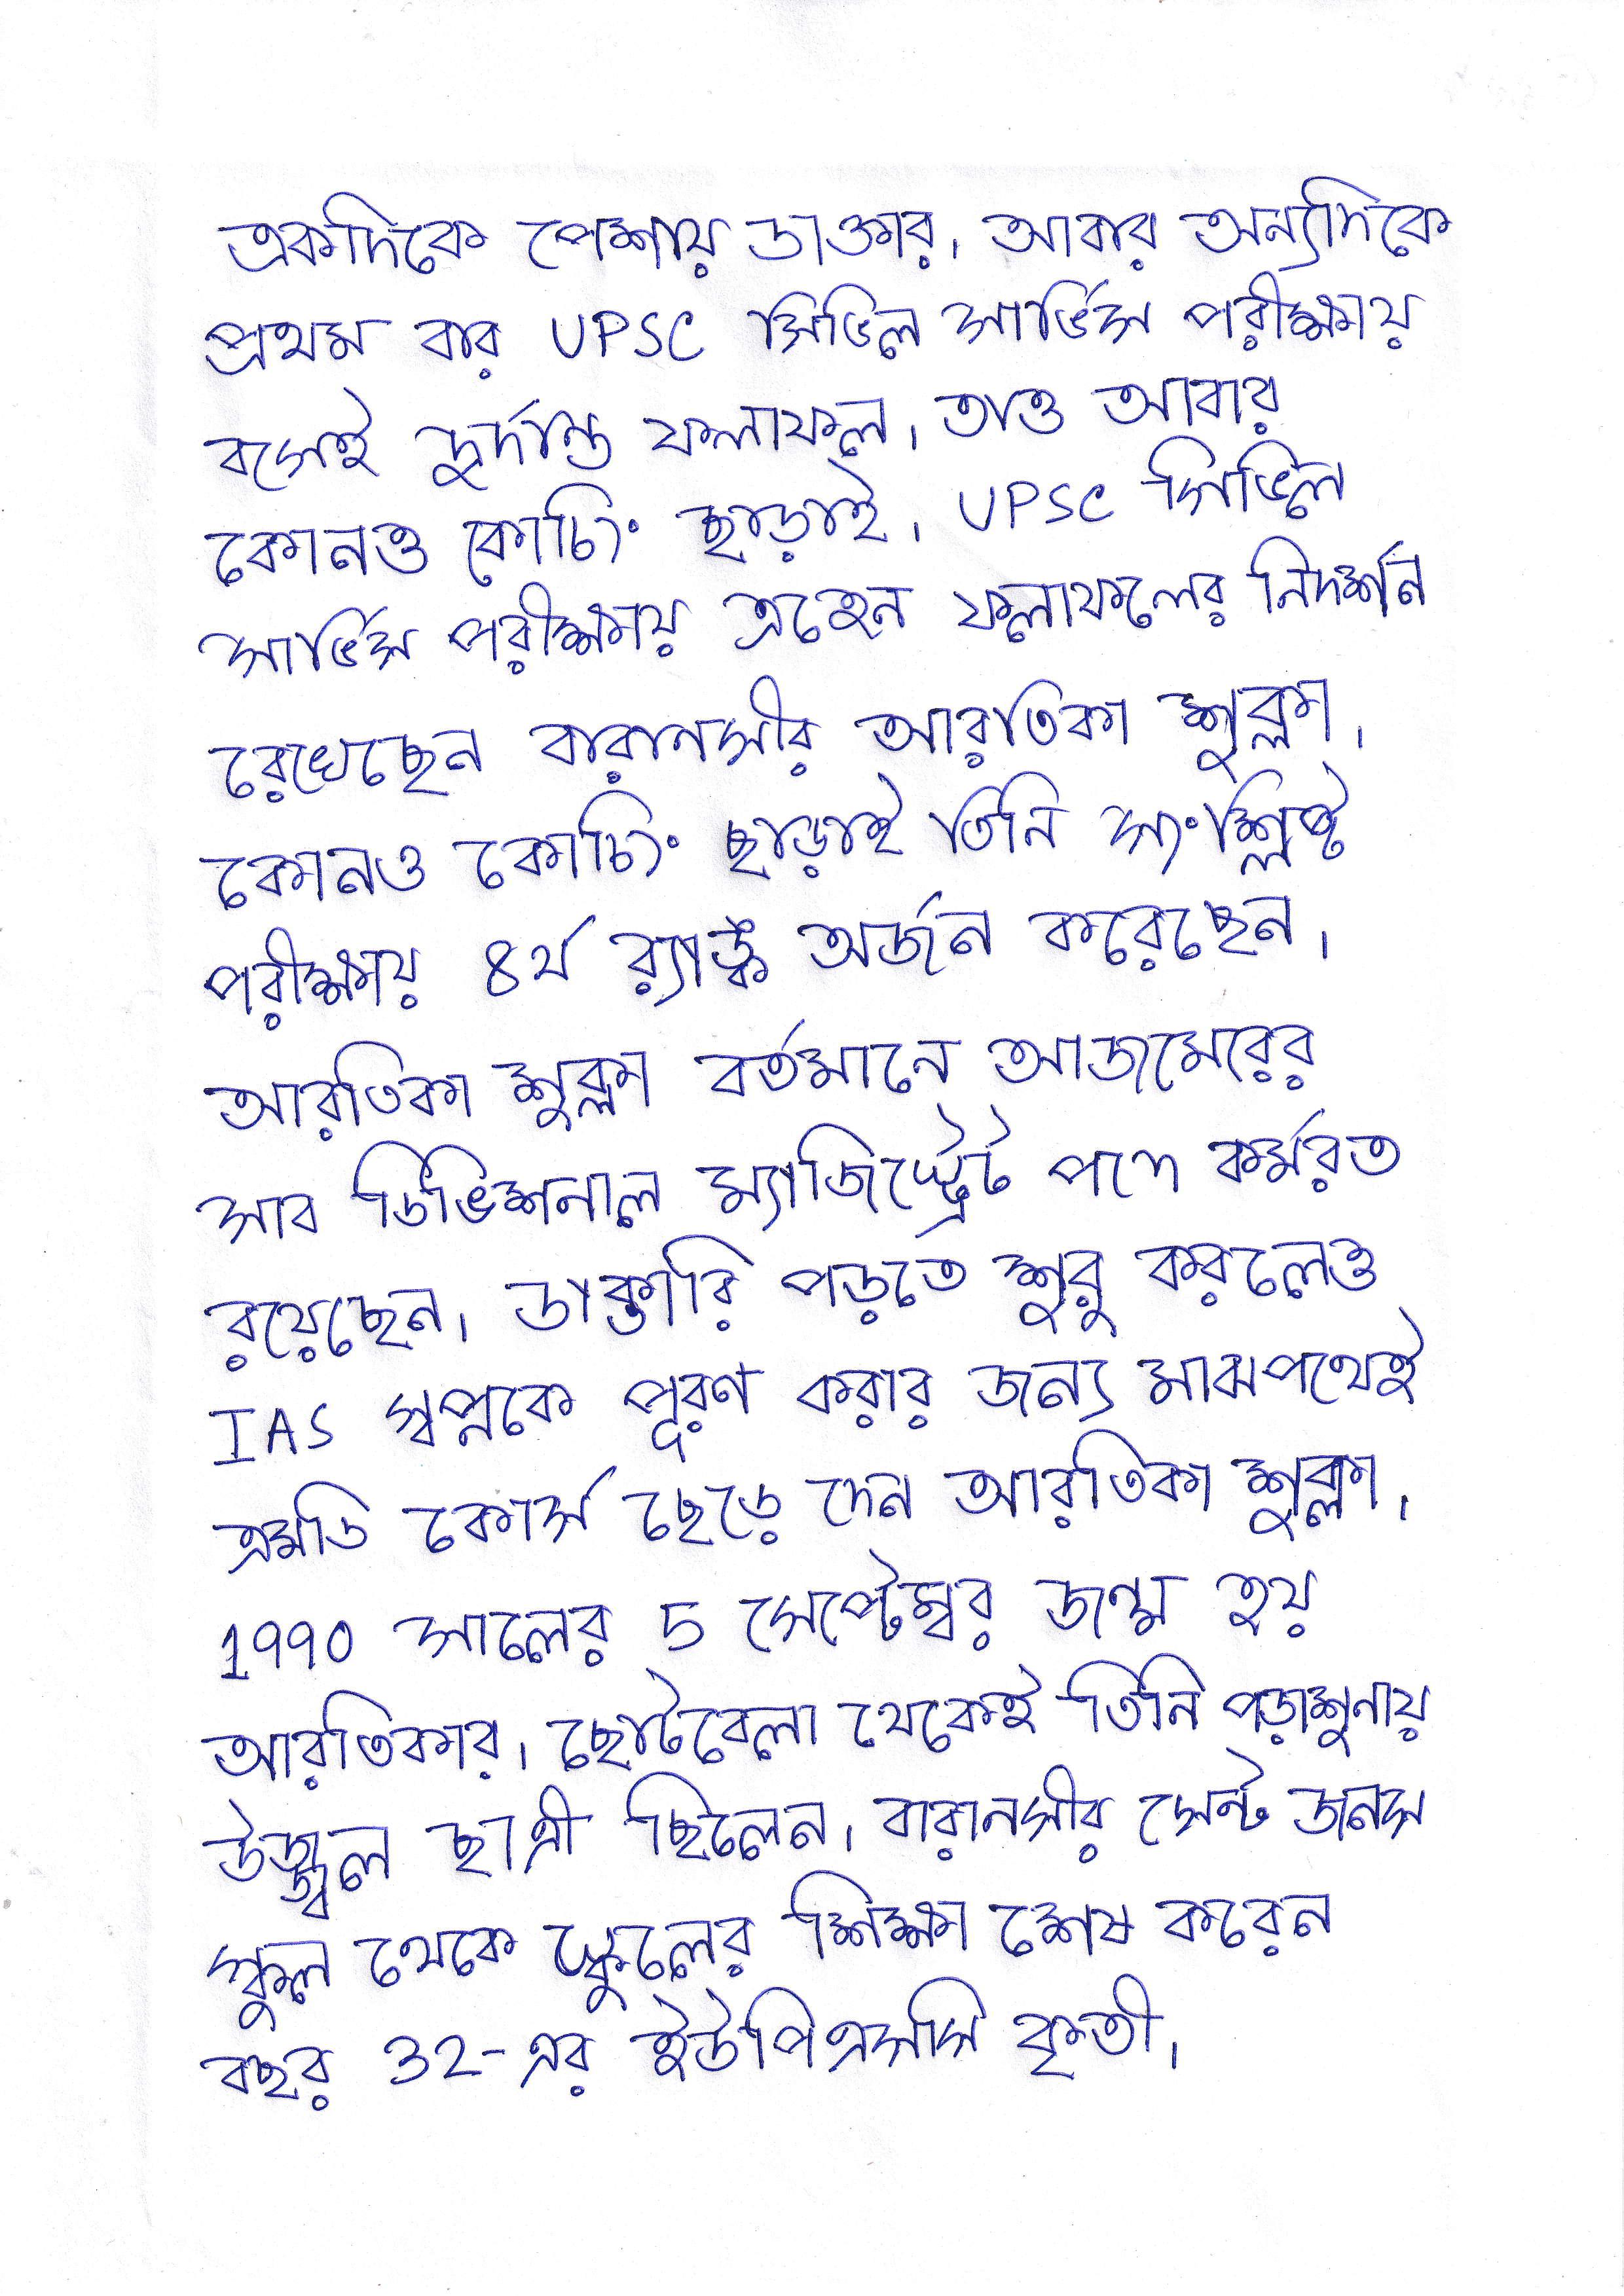 একদিকে পেশায় ডাক্তার, আবার অন্যদিকে
প্রথম বার UPSC সিভিল সার্ভিস পরীক্ষায়
বসেই দুর্দান্ত ফলাফল, তাও আবার
কোনও কোচিং ছাড়াই। UPSC সিভিল
সার্ভিস পরীক্ষায় এহেন ফলাফলের নিদর্শন
রেখেছেন বারানসীর আরতিকা শুক্লা।
কোনও কোচিং ছাড়াই তিনি সংশ্লিষ্ট
পরীক্ষায় ৪র্থ র‍্যাঙ্ক অর্জন করেছেন।
আরতিকা শুক্লা বর্তমানে আজমেরের
সাব ডিভিশনাল ম্যাজিস্ট্রেট পদে কর্মরত
রয়েছেন। ডাক্তারি পড়তে শুরু করলেও
IAS স্বপ্নকে পূরণ করার জন্য মাঝপথেই
এমডি কোর্স ছেড়ে দেন আরতিকা শুক্লা।
1990 সালের 5 সেপ্টেম্বর জন্ম হয়
আরতিকার। ছোটবেলা থেকেই তিনি পড়াশুনায়
উজ্জ্বল ছাত্রী ছিলেন। বারানসীর সেন্ট জনস
স্কুল থেকে স্কুলের শিক্ষা শেষ করেন
বছর 32-এর ইউপিএসসি কৃতী।